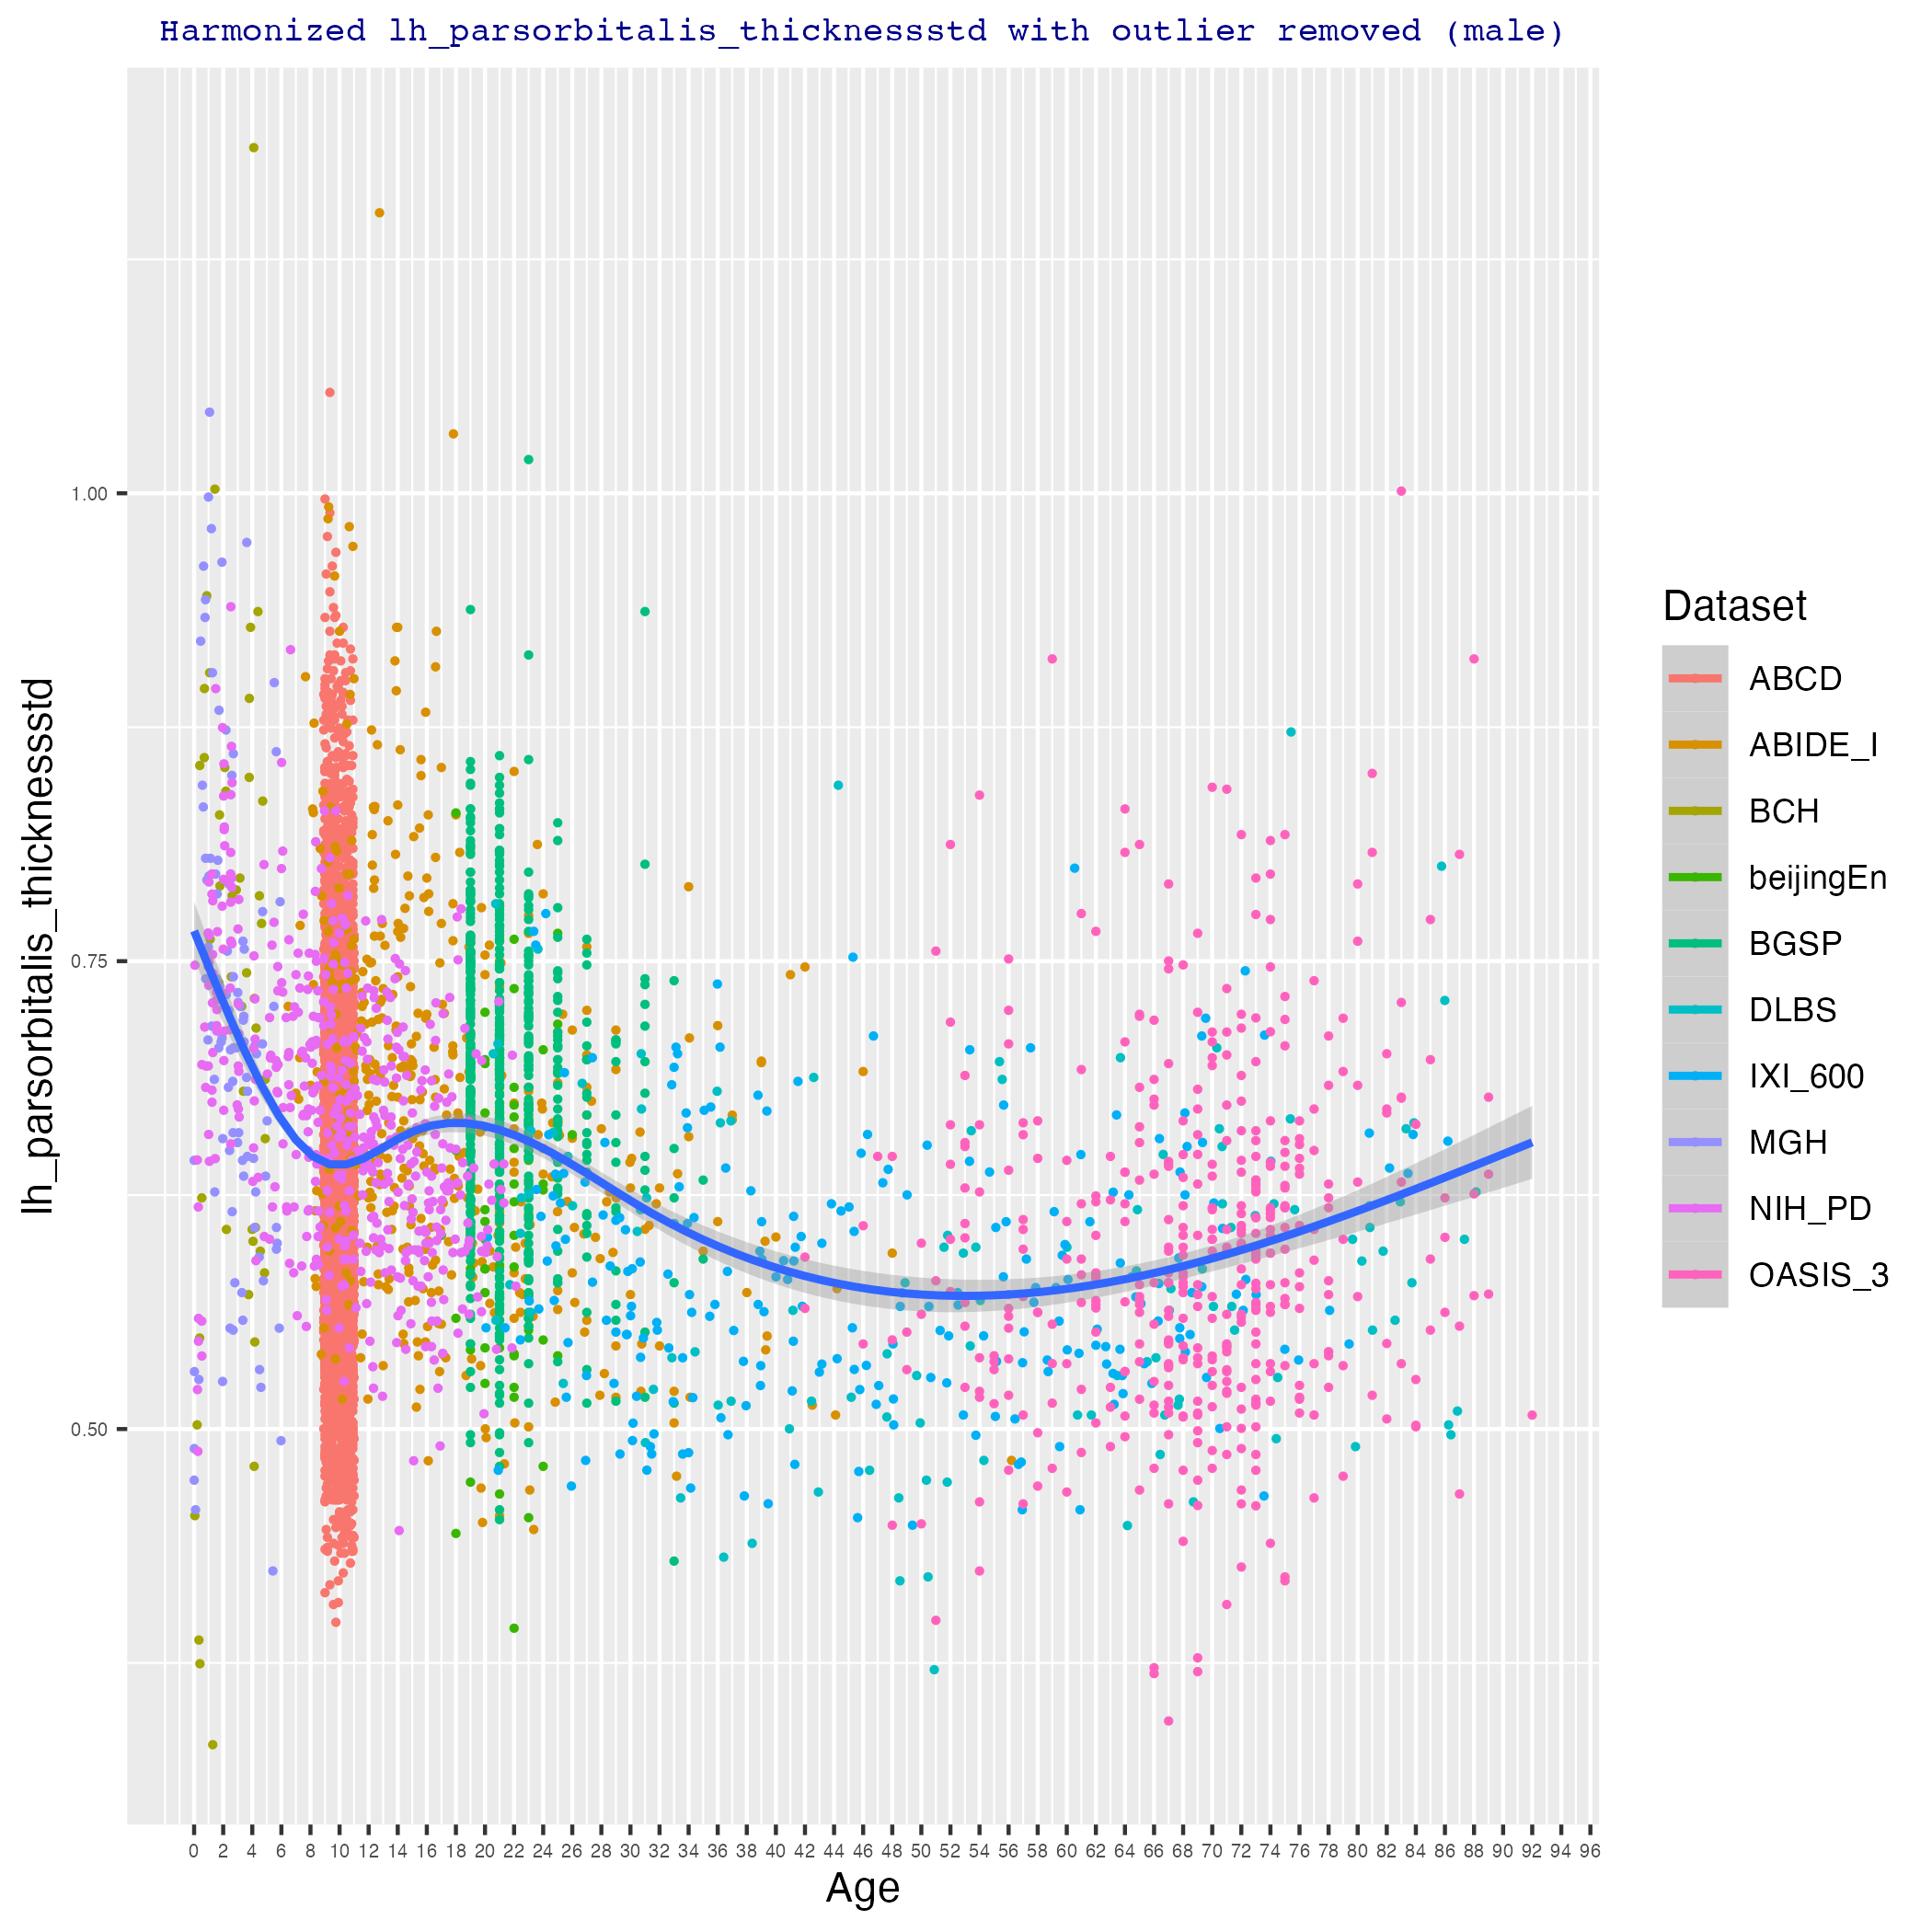 Harmonized lh_parsorbitalis_thicknessstd with outlier removed (male)
lh_parsorbitalis_thicknessstd
1.00
0.75
0.50
0 2 4 6 8 10 12 14 16 18 20 22 24 26 28 30 32 34 36 38 40 42 44 46 48 50 52 54 56 58 60 62 64 66 68 70 72 74 76 78 80 82 84 86 88 90 92 94 96
Age
Dataset
ABCD
ABIDE_I
BCH
beijingEn
BGSP
DLBS
IXI_600
MGH
NIH_PD
OASIS_3